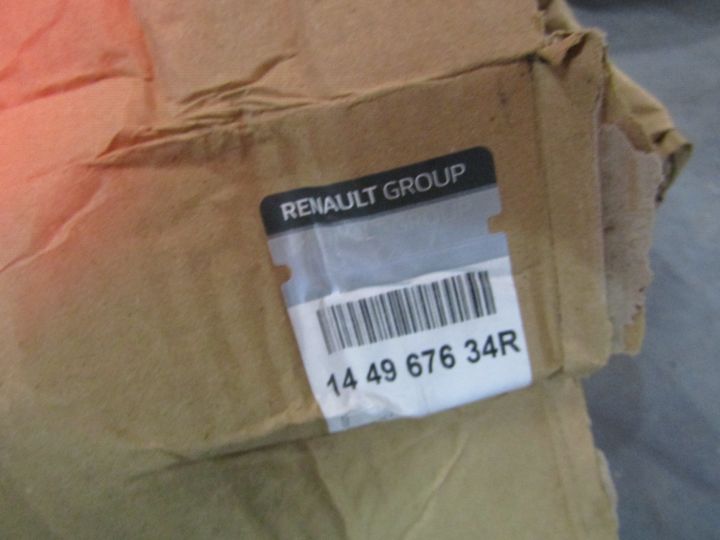 RENAULT GROUP
14 49 676 34R